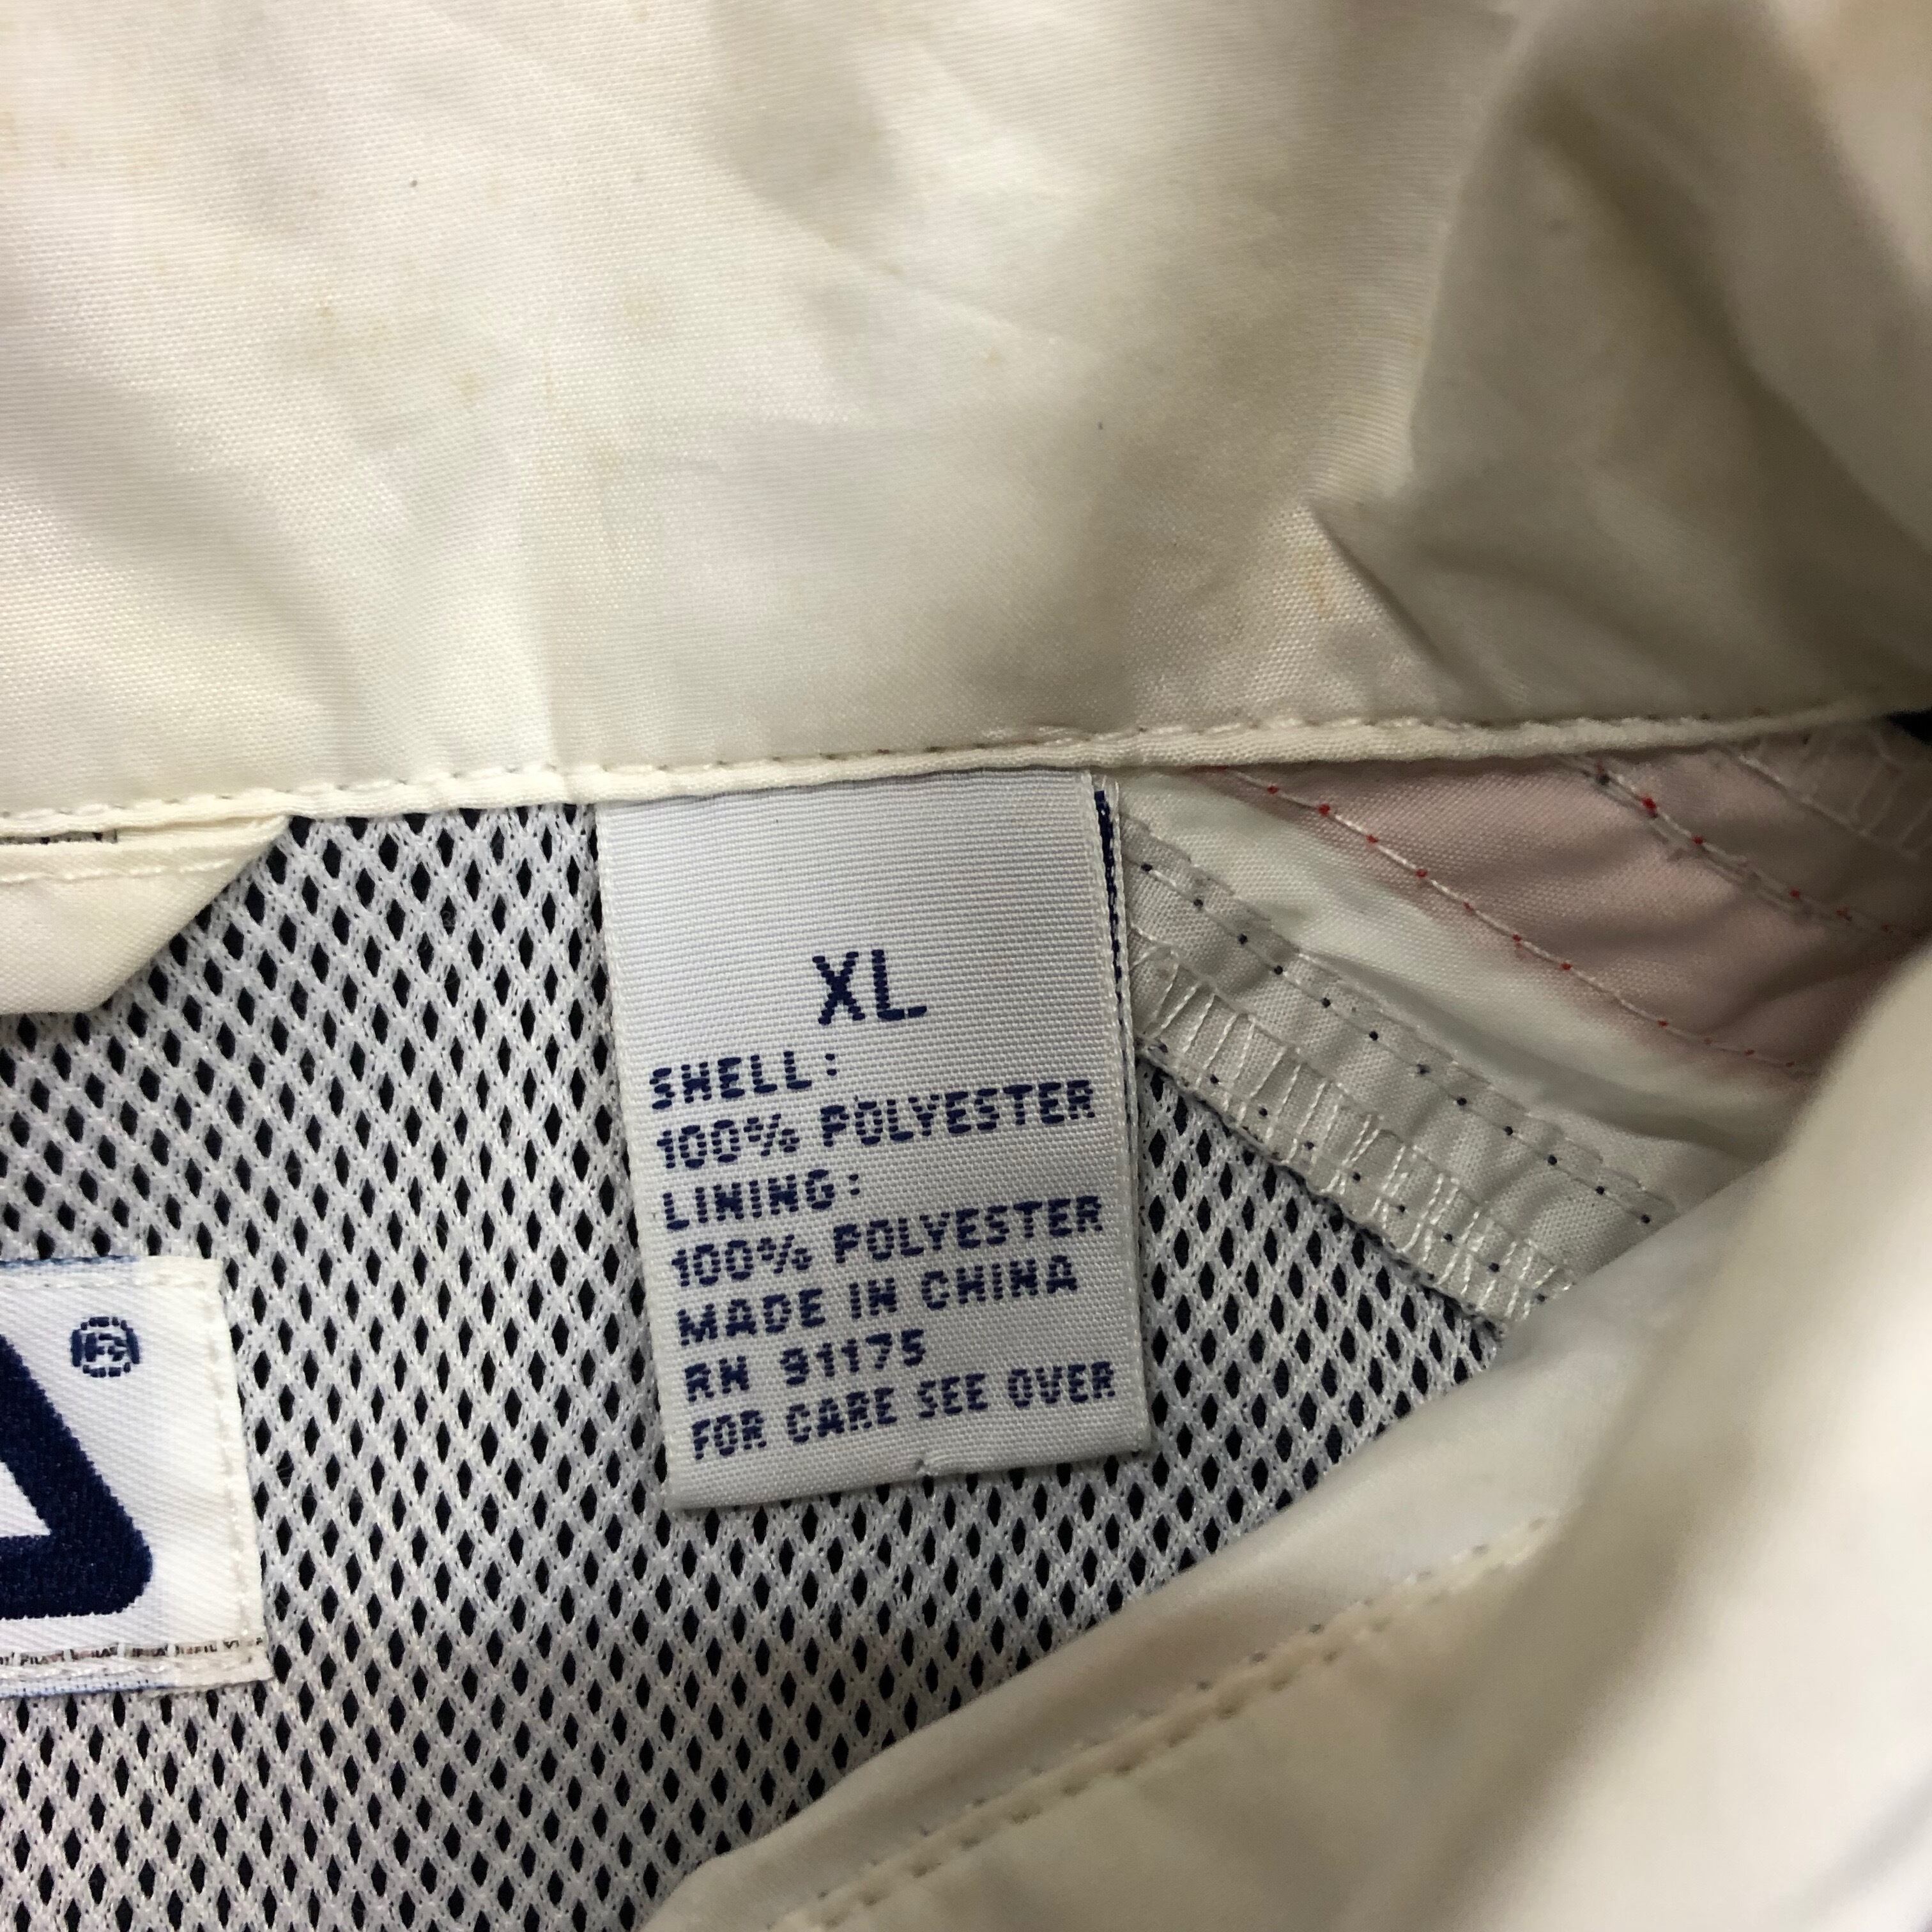 XL
SHELL:
100% POLYESTER
LINING:
100% POLYESTER
MADE IN CHINA
RN 91175
FOR CARE SEE OVER
A®